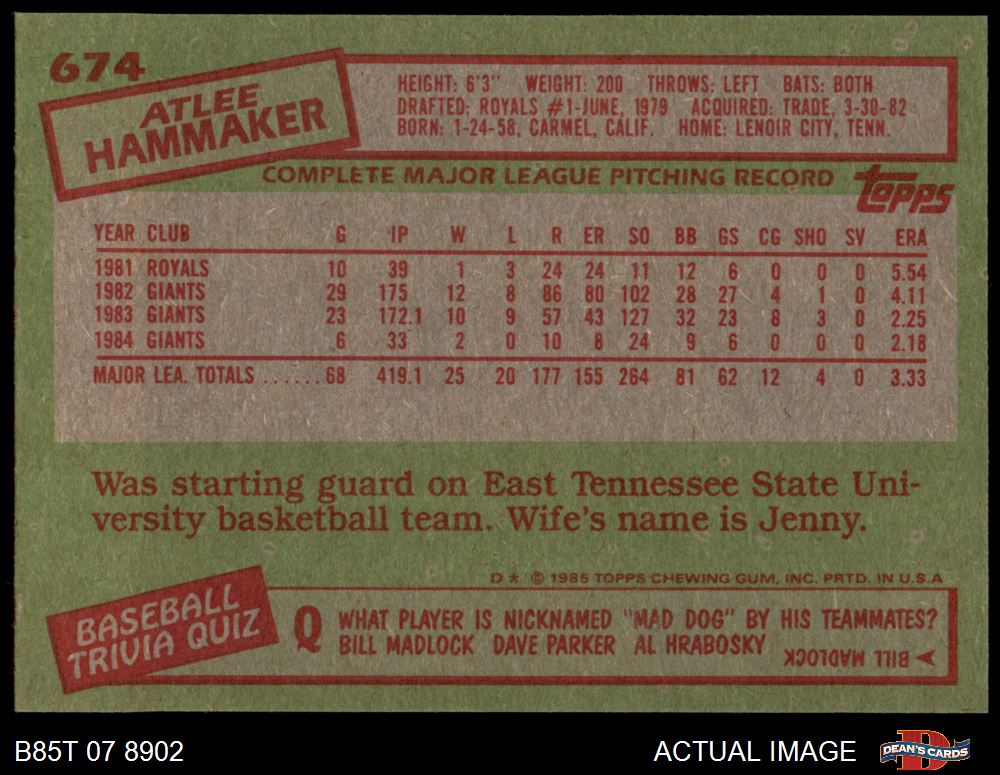 674
ATLEE
HAMMAKER
HEIGHT: 6'3" WEIGHT: 200 THROWS: LEFT BATS: BOTH
DRAFTED: ROYALS #1-JUNE, 1979 ACQUIRED: TRADE, 3-30-82
BORN: 1-24-58, CARMEL, CALIF. HOME: LENOIR CITY, TENN.
COMPLETE MAJOR LEAGUE PITCHING RECORD
topps
YEAR CLUB G IP W L R ER SO BB GS CG SHO SV ERA
1981 ROYALS 10 39 1 3 24 24 11 12 6 0 0 0 5.54
1982 GIANTS 29 175 12 8 86 80 102 28 27 4 1 0 4.11
1983 GIANTS 23 172.1 10 9 57 43 127 32 23 8 3 0 2.25
1984 GIANTS 6 33 2 0 10 8 24 9 6 0 0 0 2.18
MAJOR LEA. TOTALS ......68 419.1 25 20 177 155 264 81 62 12 4 0 3.33
Was starting guard on East Tennessee State Uni-
versity basketball team. Wife's name is Jenny.
D★ © 1985 TOPPS CHEWING GUM, INC. PRTD. IN U.S.A
BASEBALL
TRIVIA QUIZ
Q WHAT PLAYER IS NICKNAMED "MAD DOG" BY HIS TEAMMATES?
BILL MADLOCK DAVE PARKER AL HRABOSKY
BILL MADLOCK
B85T 07 8902
ACTUAL IMAGE
D
DEAN'S CARDS